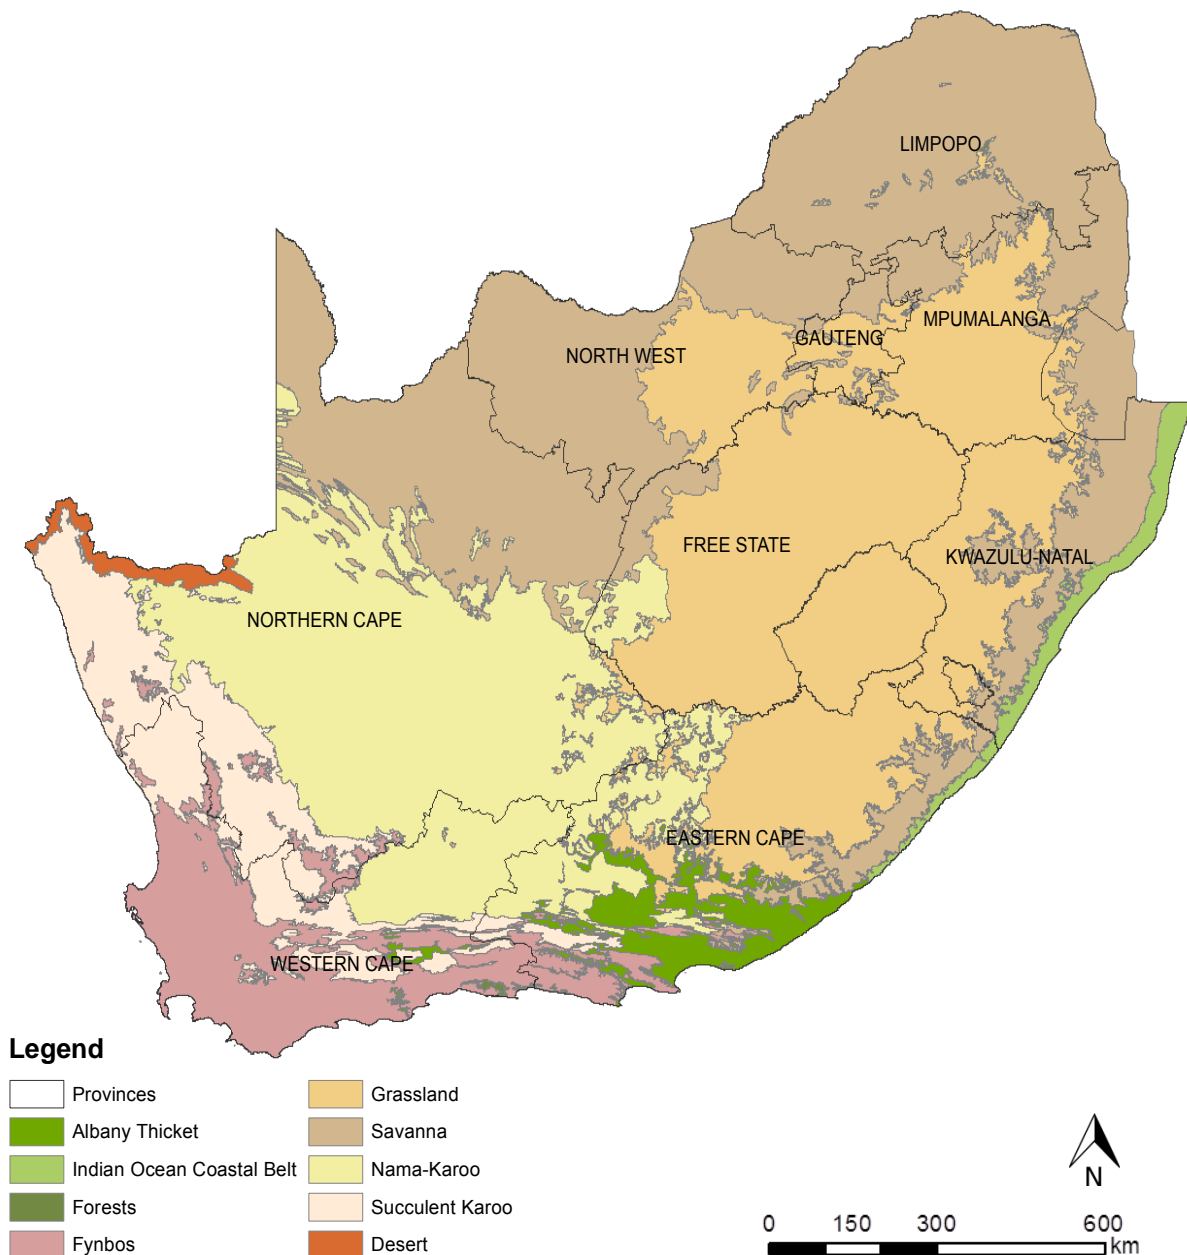 LIMPOPO
MPUMALANGA
GAUTENG
NORTH WEST
FREE STATE
KWAZULU-NATAL
NORTHERN CAPE
EASTERN CAPE
WESTERN CAPE
Legend
Provinces
Albany Thicket
Indian Ocean Coastal Belt
Forests
Fynbos
Grassland
Savanna
Nama-Karoo
Succulent Karoo
Desert
N
0 150 300 600
km